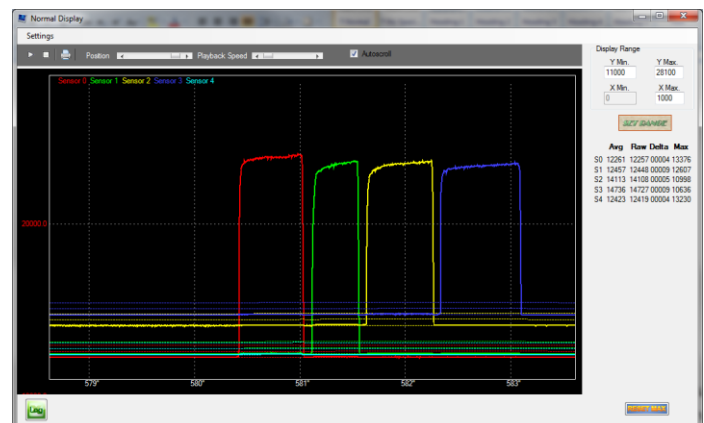 Normal Display
Settings
Position
Playback Speed
Autoscroll
Display Range
Y Min. Y Max.
11000 28100
X Min. X Max.
0 1000
SET RANGE
Sensor 0 Sensor 1 Sensor 2 Sensor 3 Sensor 4
Avg Raw Delta Max
S0 12261 12257 00004 13376
S1 12457 12448 00009 12607
S2 14113 14108 00005 10998
S3 14736 14727 00009 10636
S4 12423 12419 00004 13230
20000.0
579" 580" 581" 582" 583"
Log
RESET MAX